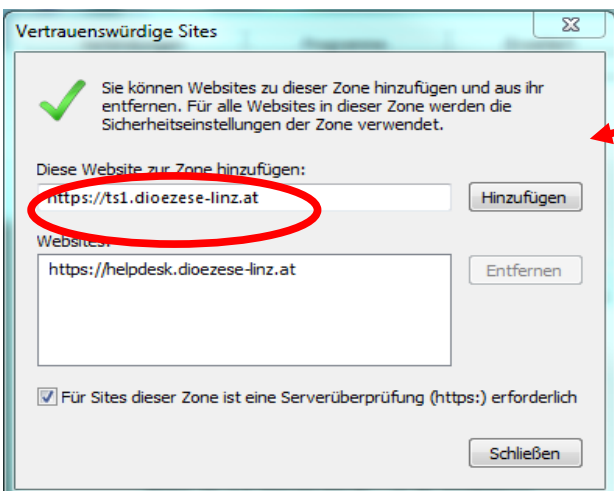 Vertrauenswürdige Sites
Sie können Websites zu dieser Zone hinzufügen und aus ihr
entfernen. Für alle Websites in dieser Zone werden die
Sicherheitseinstellungen der Zone verwendet.
Diese Website zur Zone hinzufügen:
https://ts1.dioezese-linz.at
Hinzufügen
Websites:
https://helpdesk.dioezese-linz.at
Entfernen
Für Sites dieser Zone ist eine Serverüberprüfung (https:) erforderlich
Schließen